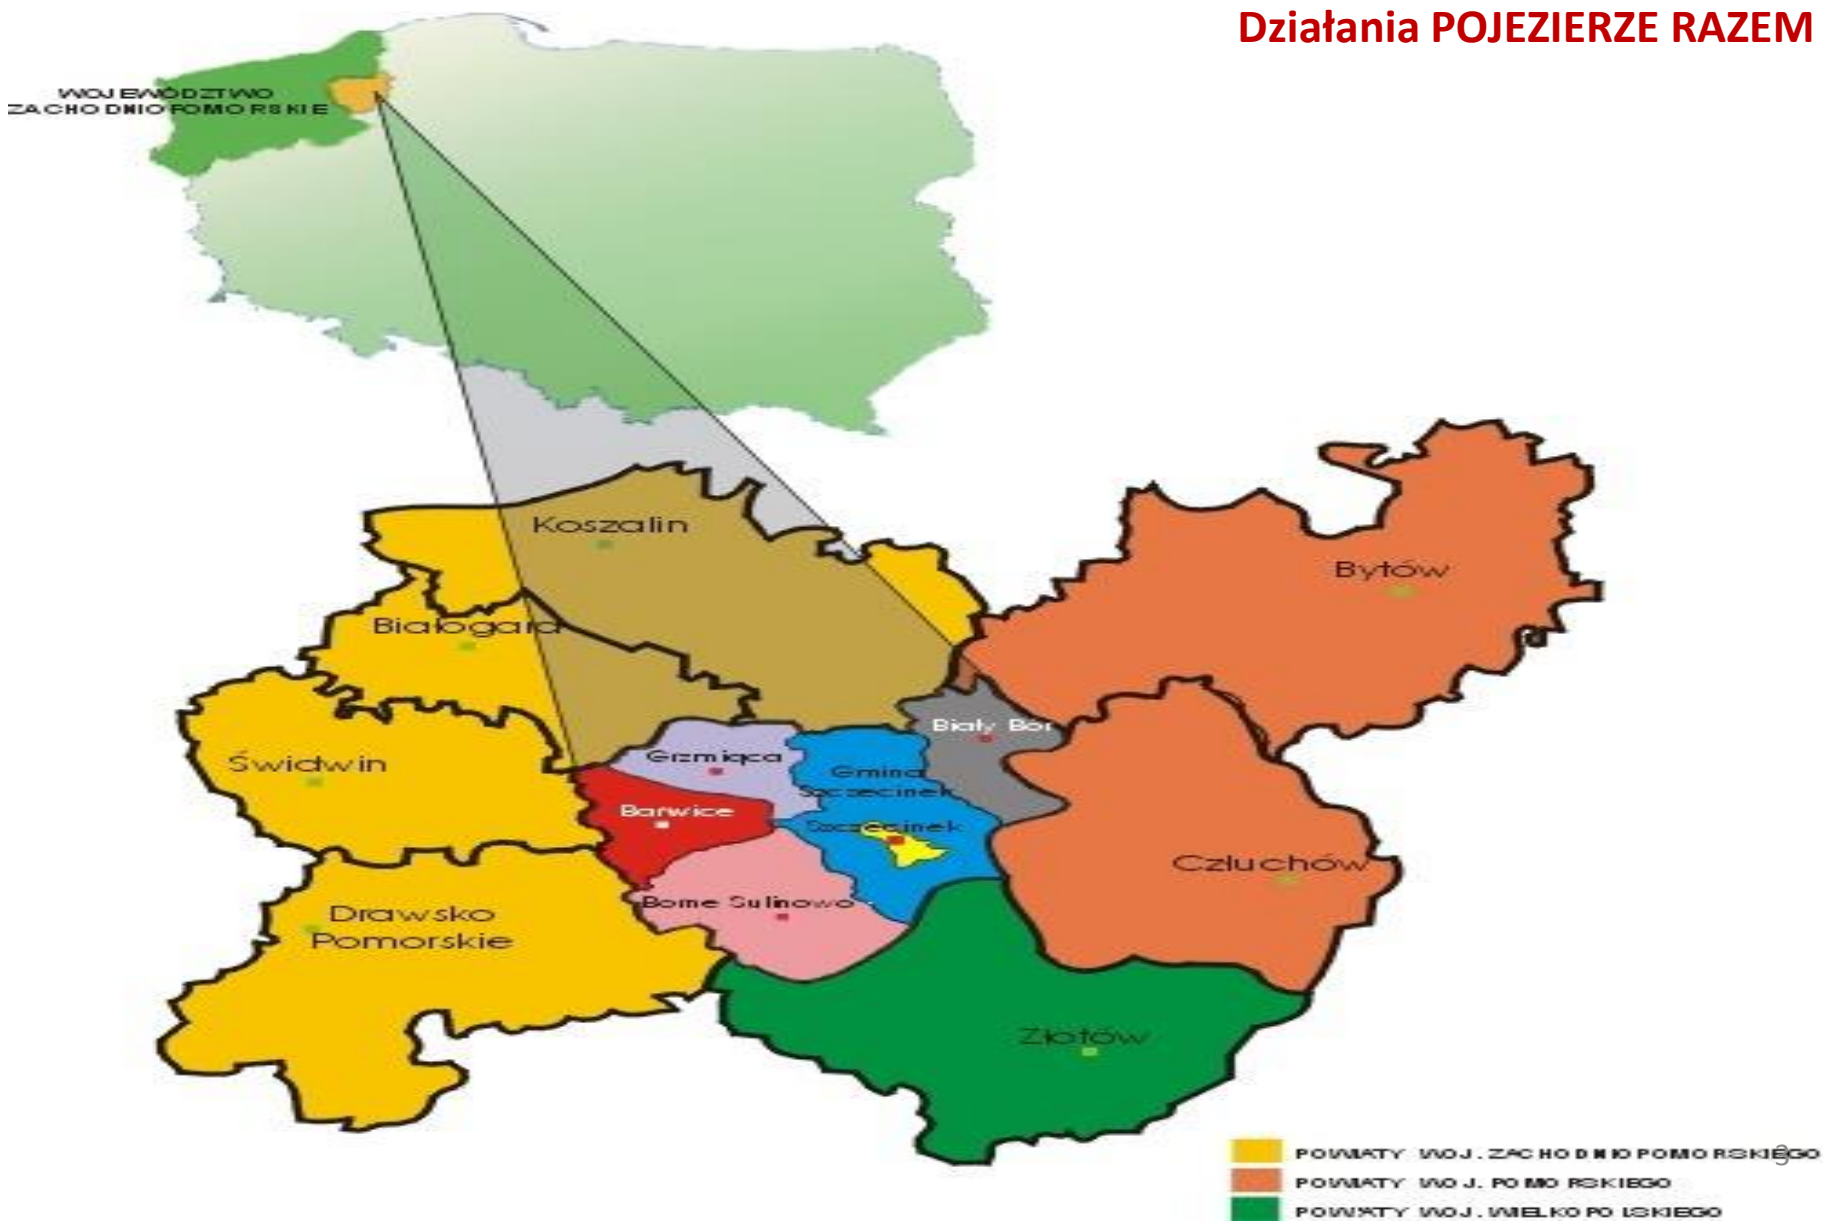 Działania POJEZIERZE RAZEM
WOJEWÓDZTWO
ZACHODNIOPOMORSKIE
Koszalin
Bytów
Białogard
Biały Bór
Świdwin
Grzmiąca
Gmina
Szczecinek
Barwice
Szczecinek
Człuchów
Borne Sulinowo
Drawsko
Pomorskie
Złotów
POWIATY WOJ. ZACHODNIOPOMORSKIEGO
3
POWIATY WOJ. POMORSKIEGO
POWIATY WOJ. WIELKOPOLSKIEGO